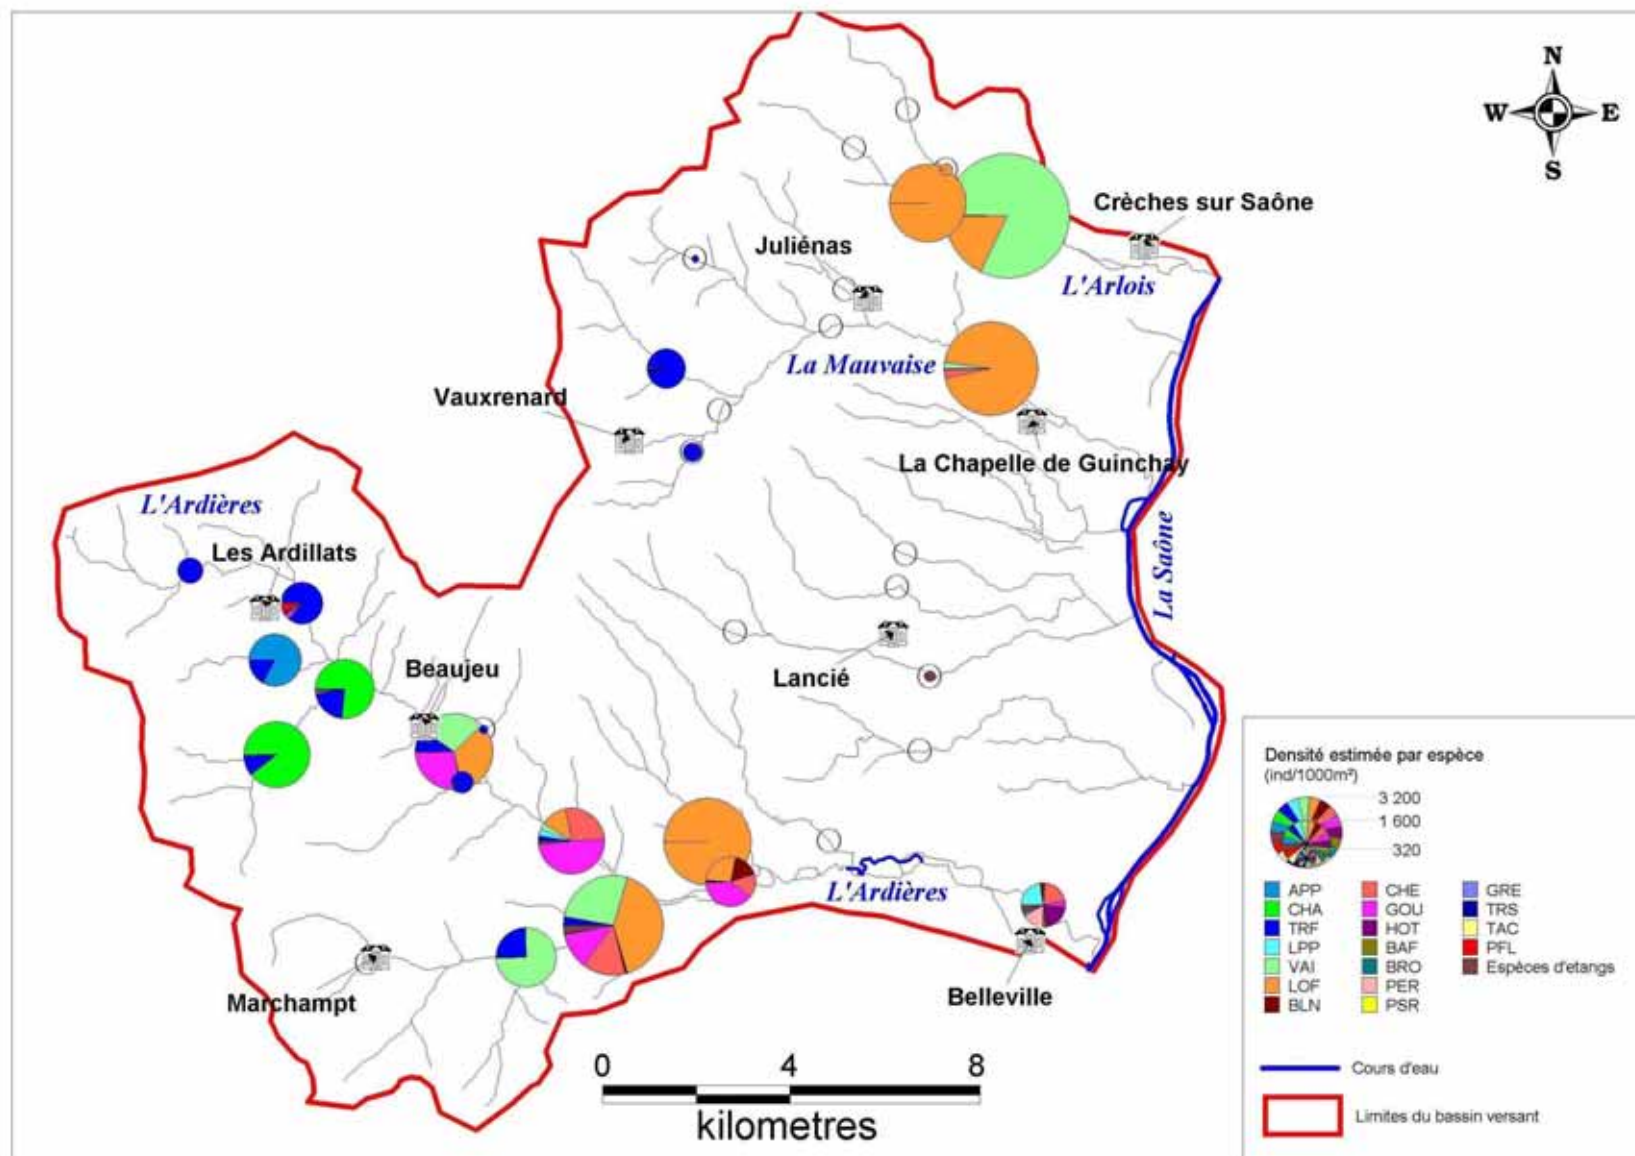 N
W E
S
Crèches sur Saône
Juliénas
L'Arlois
La Mauvaise
Vauxrenard
La Chapelle de Guinchay
L'Ardières
La Saône
Les Ardillats
Beaujeu
Lancié
L'Ardières
Marchampt
Belleville
0 4 8
kilometres
Densité estimée par espèce
(ind/1000m²)
3 200
1 600
320
APP CHE GRE
CHA GOU TRS
TRF HOT TAC
LPP BAF PFL
VAI BRO Espèces d'etangs
LOF PER
BLN PSR
Cours d'eau
Limites du bassin versant